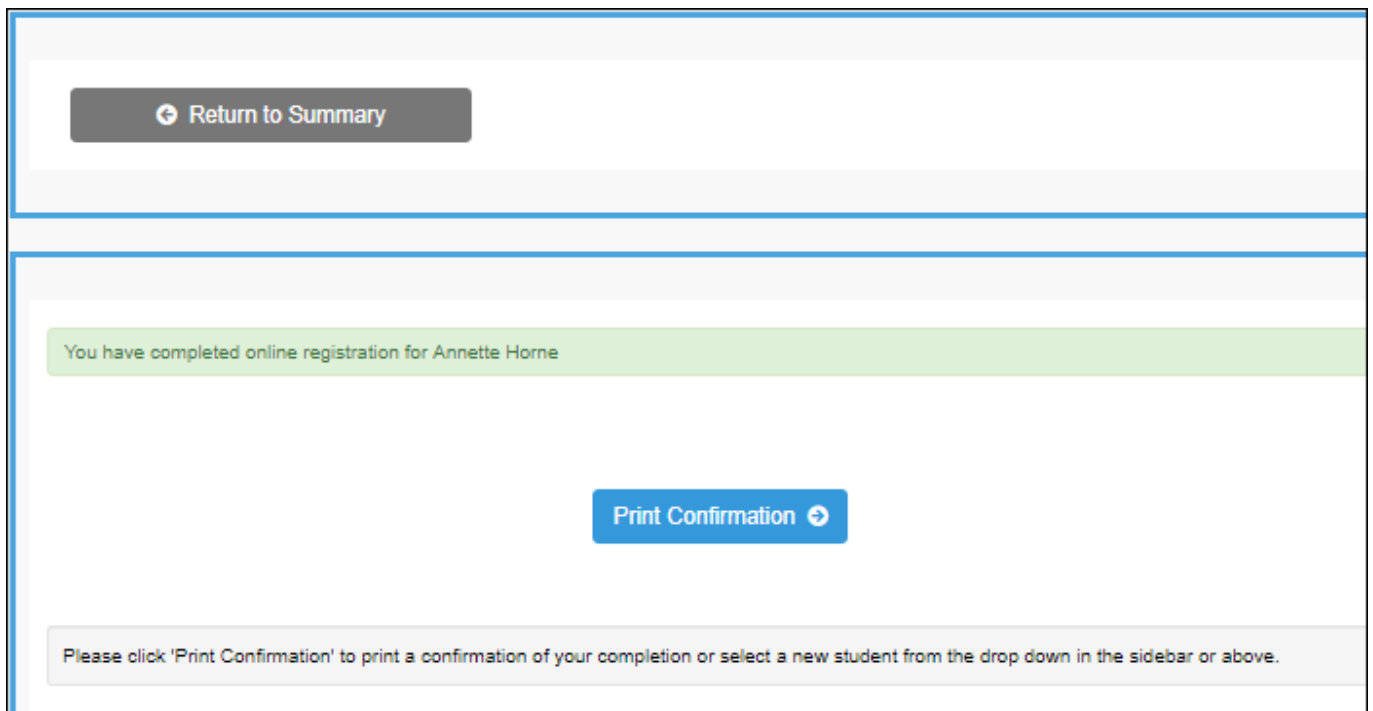 Return to Summary
You have completed online registration for Annette Horne
Print Confirmation
Please click 'Print Confirmation' to print a confirmation of your completion or select a new student from the drop down in the sidebar or above.